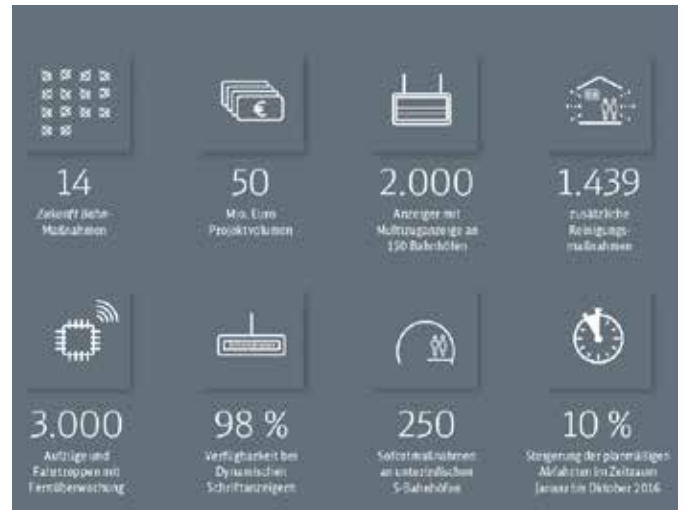 14
Zukunft Bahn-
Maßnahmen
50
Mio. Euro
Projektvolumen
2.000
Anzeiger mit
Multizuganzeige an
150 Bahnhöfen
1.439
zusätzliche
Reinigungs-
maßnahmen
3.000
Aufzüge und
Fahrtreppen mit
Fernüberwachung
98 %
Verfügbarkeit bei
Dynamischen
Schriftanzeigern
250
Sofortmaßnahmen
an unterirdischen
S-Bahnhöfen
10 %
Steigerung der planmäßigen
Abfahrten im Zeitraum
Januar bis Oktober 2016